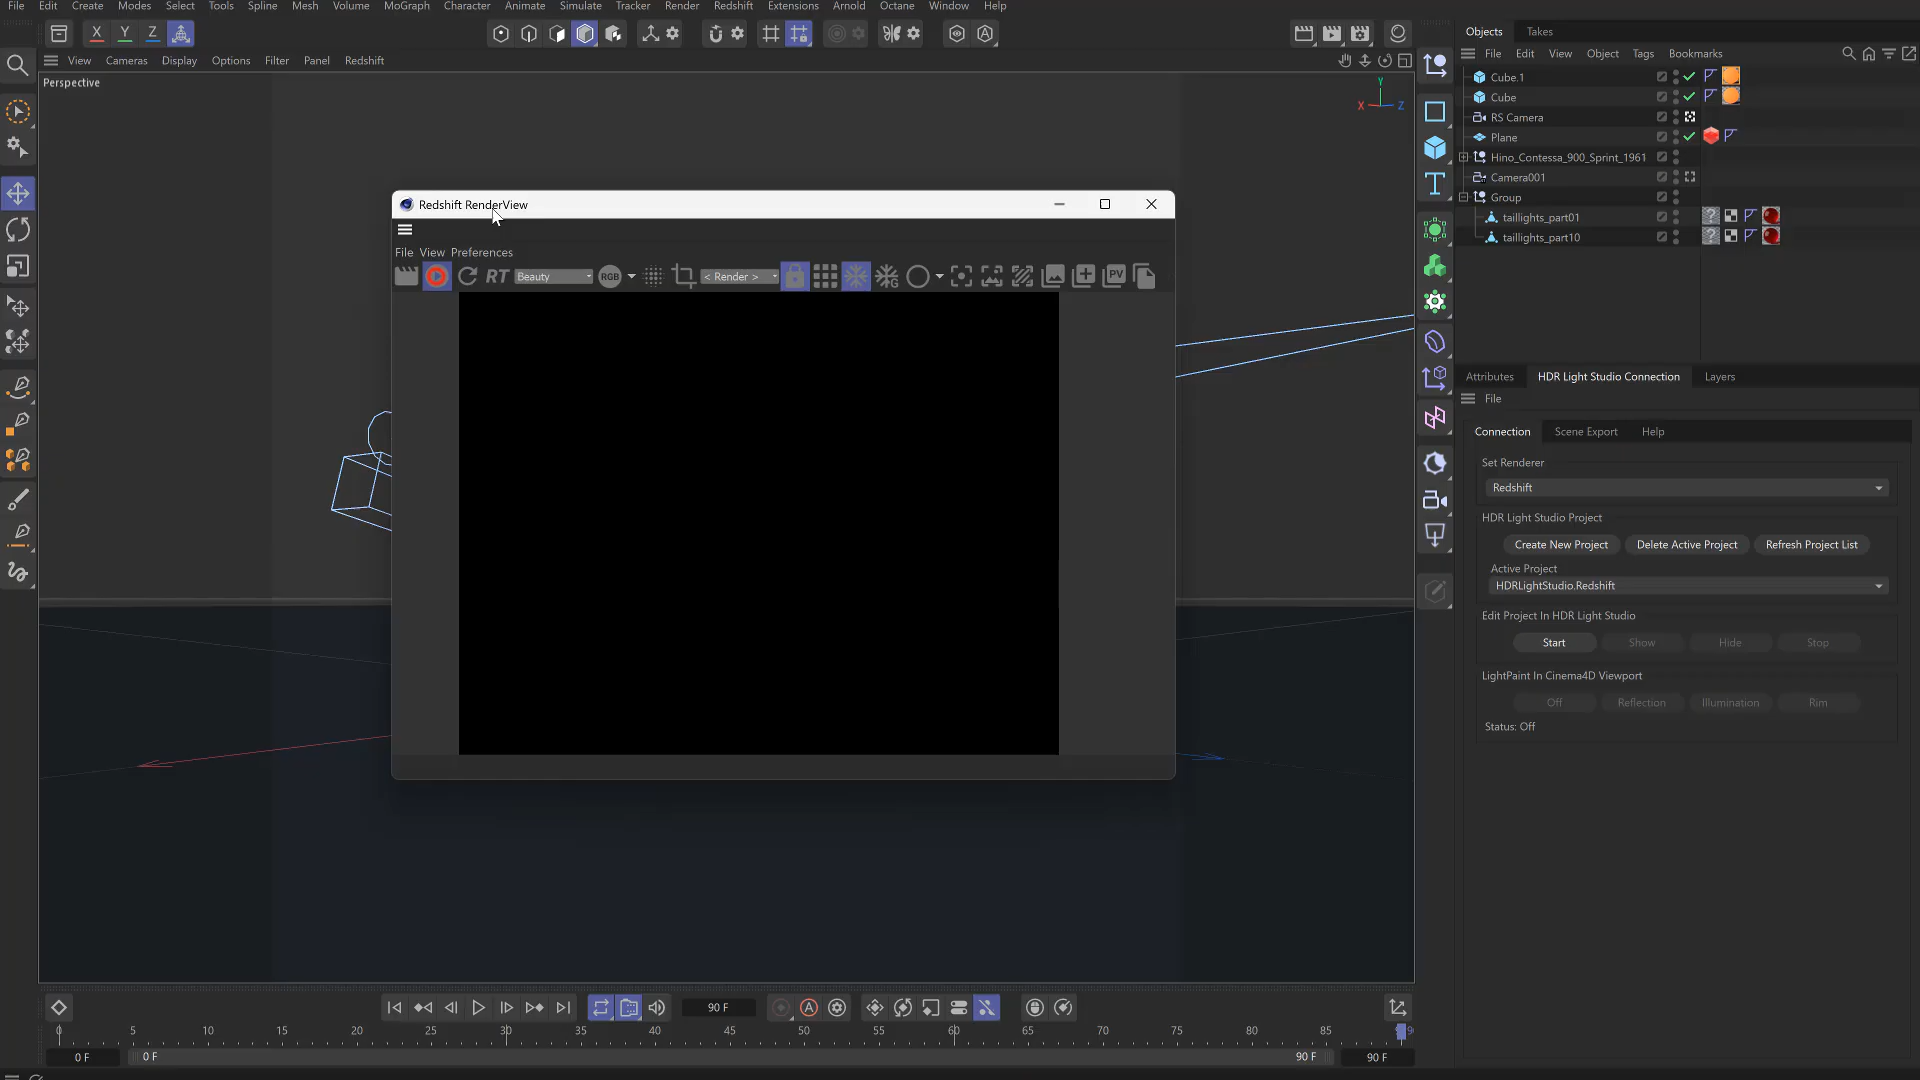 File Edit Create Modes Select Tools Spline Mesh Volume MoGraph Character Animate Simulate Tracker Render Redshift Extensions Arnold Octane Window Help
X Y Z
View Cameras Display Options Filter Panel Redshift
Perspective
Y
X Z
Redshift RenderView
File View Preferences
RT Beauty RGB < Render > G PV
Objects Takes
File Edit View Object Tags Bookmarks
Cube.1
Cube
RS Camera
Plane
Hino_Contessa_900_Sprint_1961
Camera001
Group
taillights_part01
taillights_part10
Attributes HDR Light Studio Connection Layers
File
Connection Scene Export Help
Set Renderer
Redshift
HDR Light Studio Project
Create New Project Delete Active Project Refresh Project List
Active Project
HDRLightStudio.Redshift
Edit Project In HDR Light Studio
Start Show Hide Stop
LightPaint In Cinema4D Viewport
Off Reflection Illumination Rim
Status: Off
90 F
0 5 10 15 20 25 30 35 40 45 50 55 60 65 70 75 80 85 9
0 F 0 F 90 F 90 F